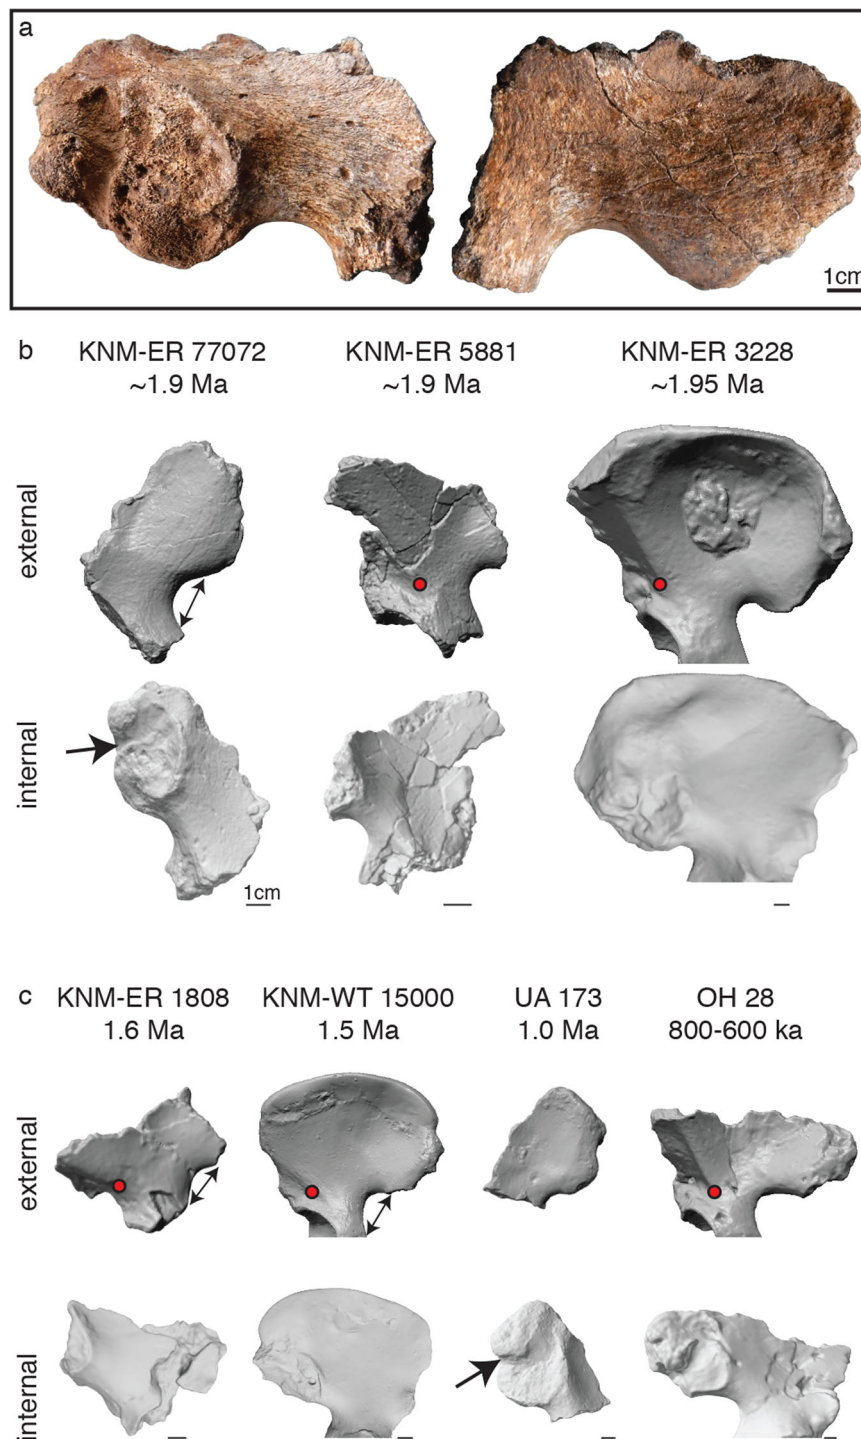 a
1cm
b
KNM-ER 77072
~1.9 Ma
KNM-ER 5881
~1.9 Ma
KNM-ER 3228
~1.95 Ma
external
internal
1cm
c
KNM-ER 1808
1.6 Ma
KNM-WT 15000
1.5 Ma
UA 173
1.0 Ma
OH 28
800-600 ka
external
internal